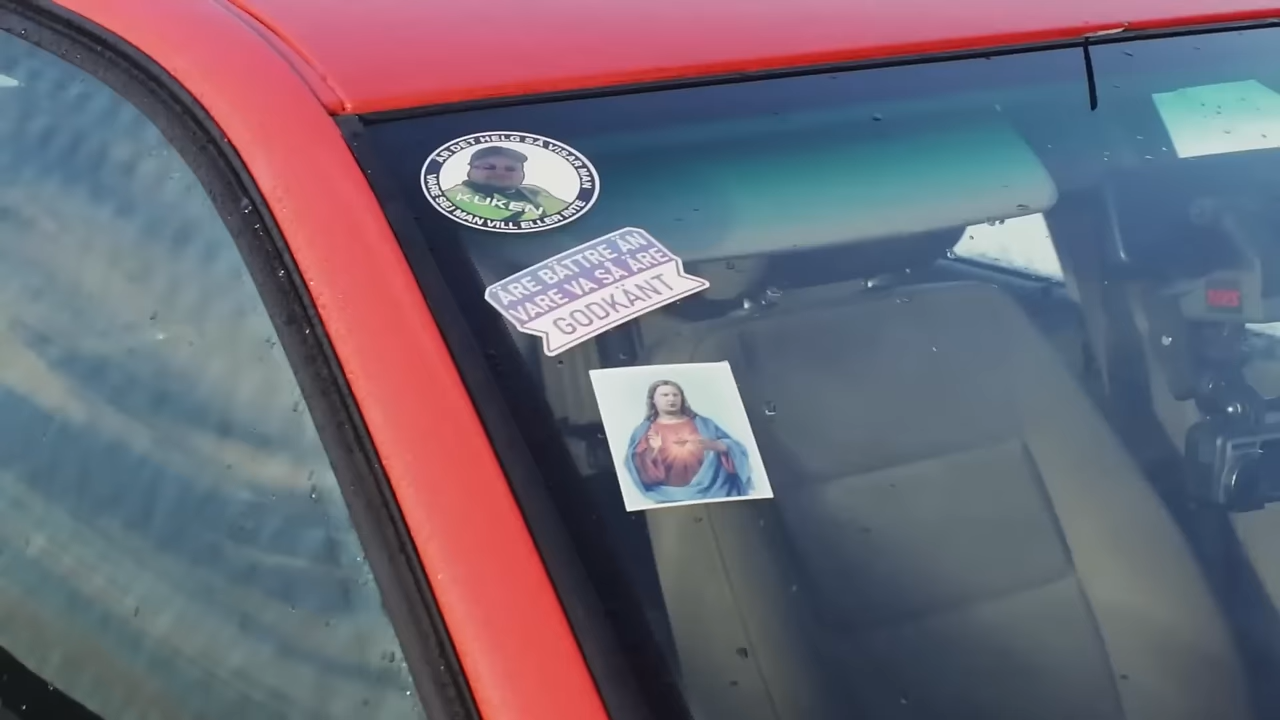 ÄR DET HELG SÅ VISAR MAN
KUKEN
VARE SEJ MAN VILL ELLER INTE
ÄRE BÄTTRE ÄN
VARE VA SÅ ÄRE
GODKÄNT